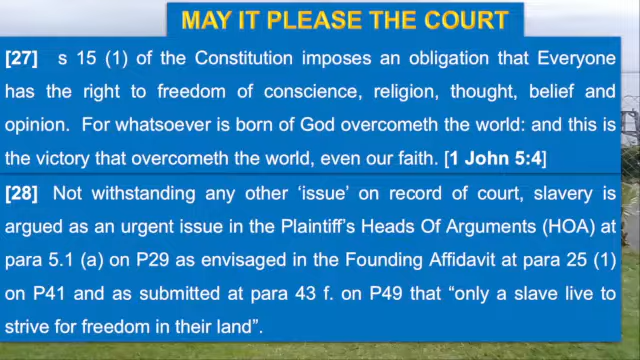 MAY IT PLEASE THE COURT
[27] s 15 (1) of the Constitution imposes an obligation that Everyone
has the right to freedom of conscience, religion, thought, belief and
opinion. For whatsoever is born of God overcometh the world: and this is
the victory that overcometh the world, even our faith. [1 John 5:4]
[28] Not withstanding any other ‘issue’ on record of court, slavery is
argued as an urgent issue in the Plaintiff’s Heads Of Arguments (HOA) at
para 5.1 (a) on P29 as envisaged in the Founding Affidavit at para 25 (1)
on P41 and as submitted at para 43 f. on P49 that “only a slave live to
strive for freedom in their land”.